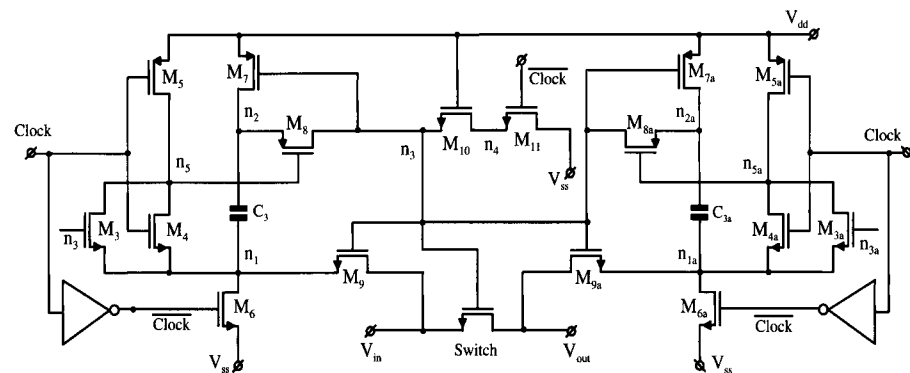 V_dd
M_5
M_7
Clock
M_7a
M_5a
n_2
n_2a
Clock
M_8
M_8a
Clock
n_3
M_10
n_4
M_11
n_5
n_5a
V_ss
C_3
C_3a
n_3
M_3
M_4
M_4a
M_3a
n_3a
n_1
n_1a
M_9
M_9a
M_6
M_6a
Clock
Clock
V_in
Switch
V_out
V_ss
V_ss